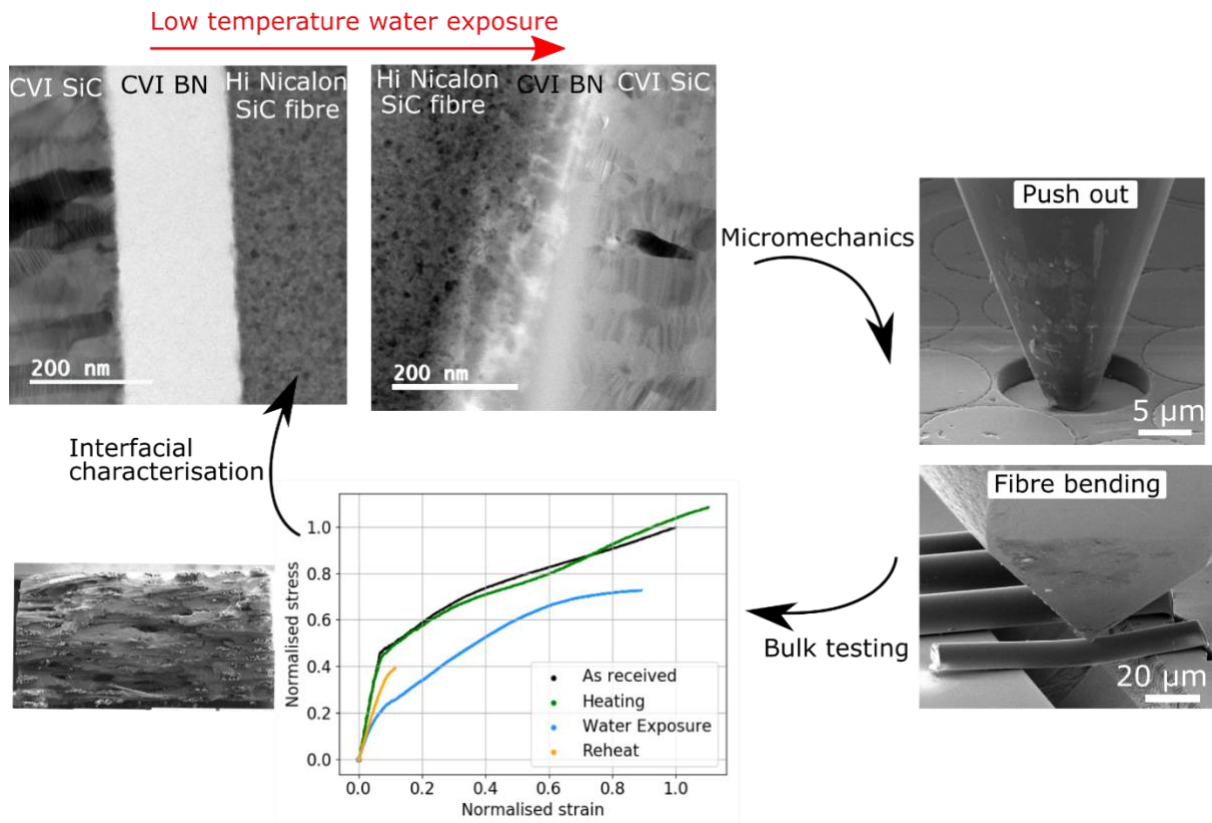 Low temperature water exposure
CVI SiC
CVI BN
Hi Nicalon
SiC fibre
200 nm
Hi Nicalon
SiC fibre
CVI BN
CVI SiC
200 nm
Micromechanics
Push out
5 μm
Fibre bending
20 μm
Bulk testing
Interfacial
characterisation
Normalised stress
1.0
0.8
0.6
0.4
0.2
0.0
As received
Heating
Water Exposure
Reheat
0.0 0.2 0.4 0.6 0.8 1.0
Normalised strain